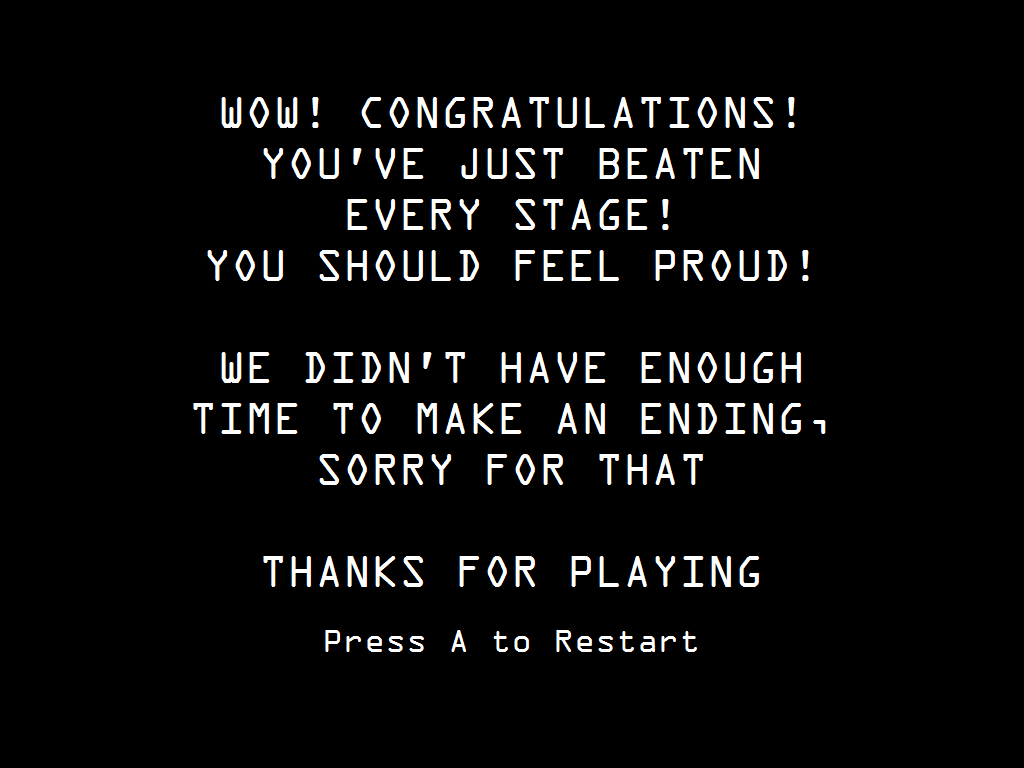 WOW! CONGRATULATIONS!
YOU'VE JUST BEATEN
EVERY STAGE!
YOU SHOULD FEEL PROUD!
WE DIDN'T HAVE ENOUGH
TIME TO MAKE AN ENDING,
SORRY FOR THAT
THANKS FOR PLAYING
Press A to Restart